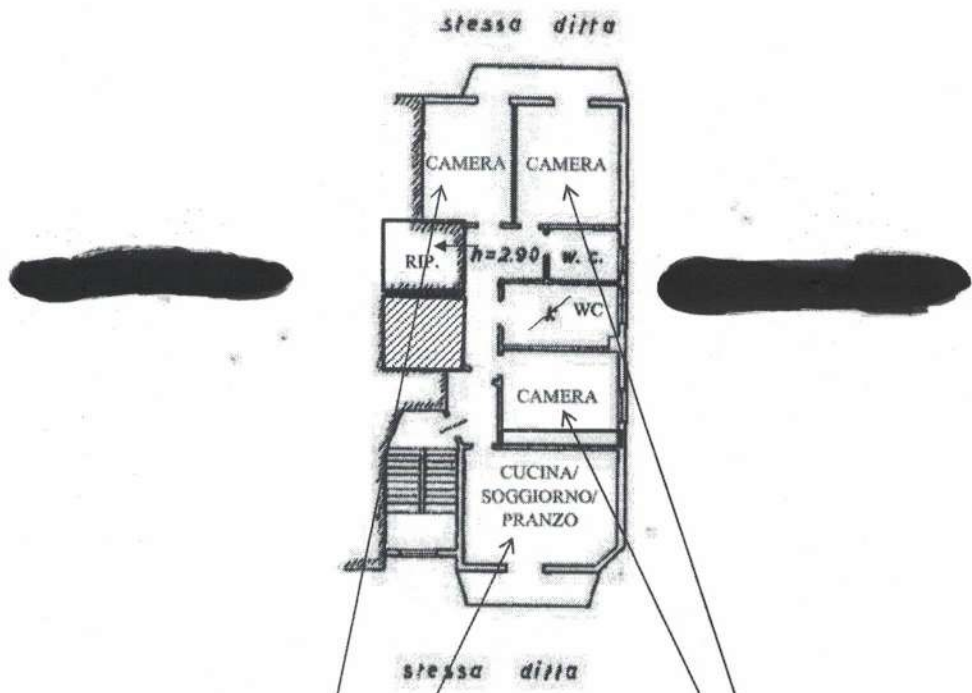 stessa ditta
CAMERA CAMERA
RIP. h=2.90 w.c.
K WC
CAMERA
CUCINA/
SOGGIORNO/
PRANZO
stessa ditta